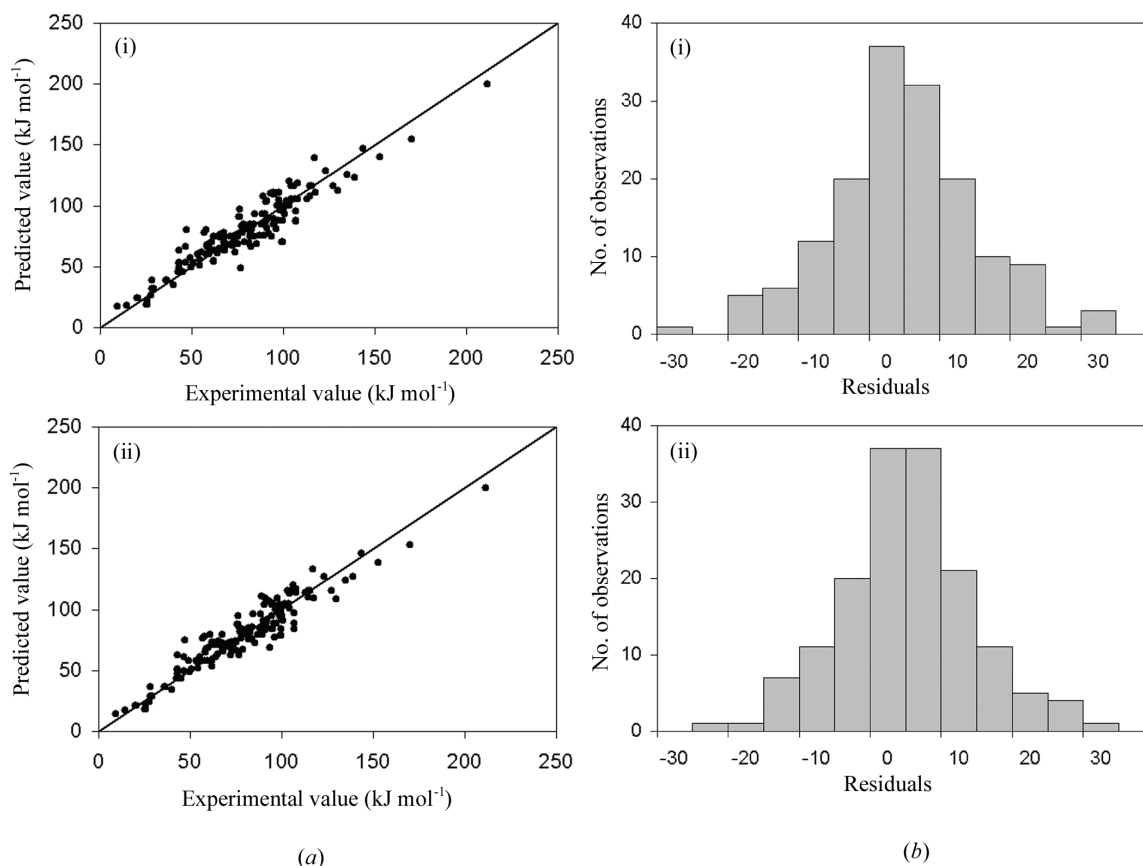 (i)
250
200
150
100
50
0
Predicted value (kJ mol⁻¹)
0 50 100 150 200 250
Experimental value (kJ mol⁻¹)
(i)
40
30
20
10
0
No. of observations
-30 -20 -10 0 10 20 30
Residuals
(ii)
250
200
150
100
50
0
Predicted value (kJ mol⁻¹)
0 50 100 150 200 250
Experimental value (kJ mol⁻¹)
(ii)
40
30
20
10
0
No. of observations
-30 -20 -10 0 10 20 30
Residuals
(a)
(b)